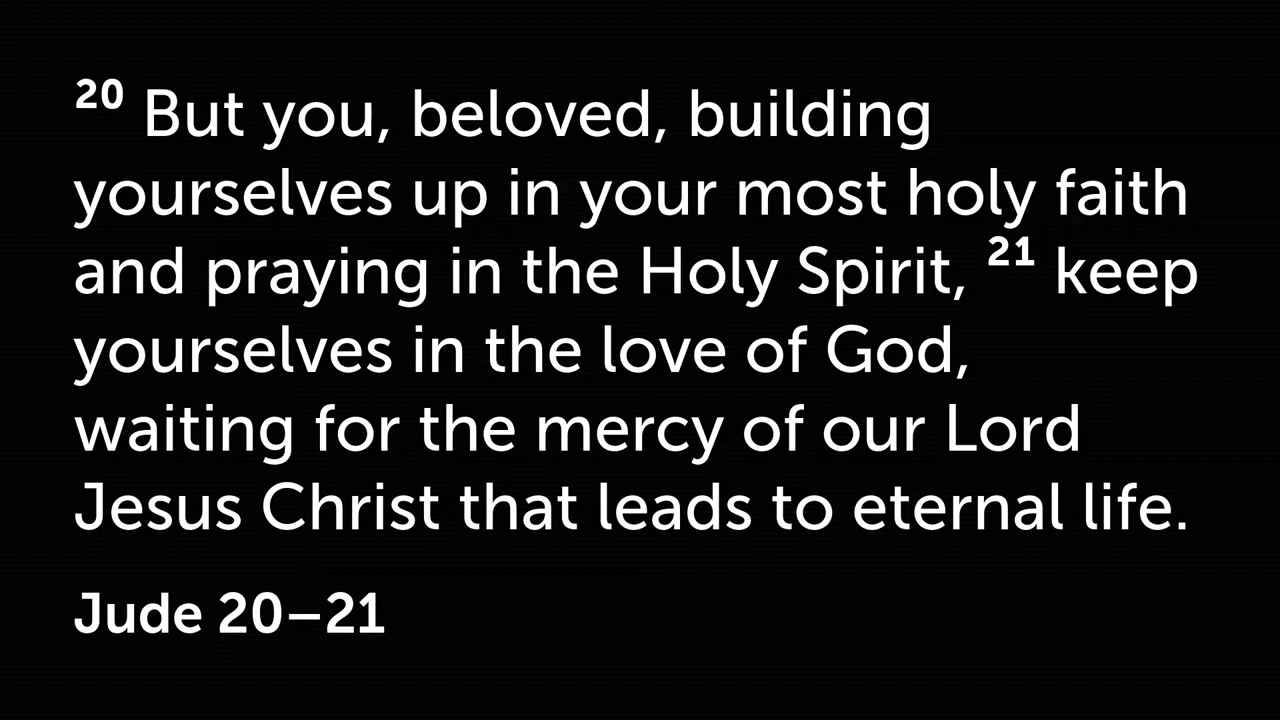 20 But you, beloved, building
yourselves up in your most holy faith
and praying in the Holy Spirit, 21 keep
yourselves in the love of God,
waiting for the mercy of our Lord
Jesus Christ that leads to eternal life.
Jude 20–21